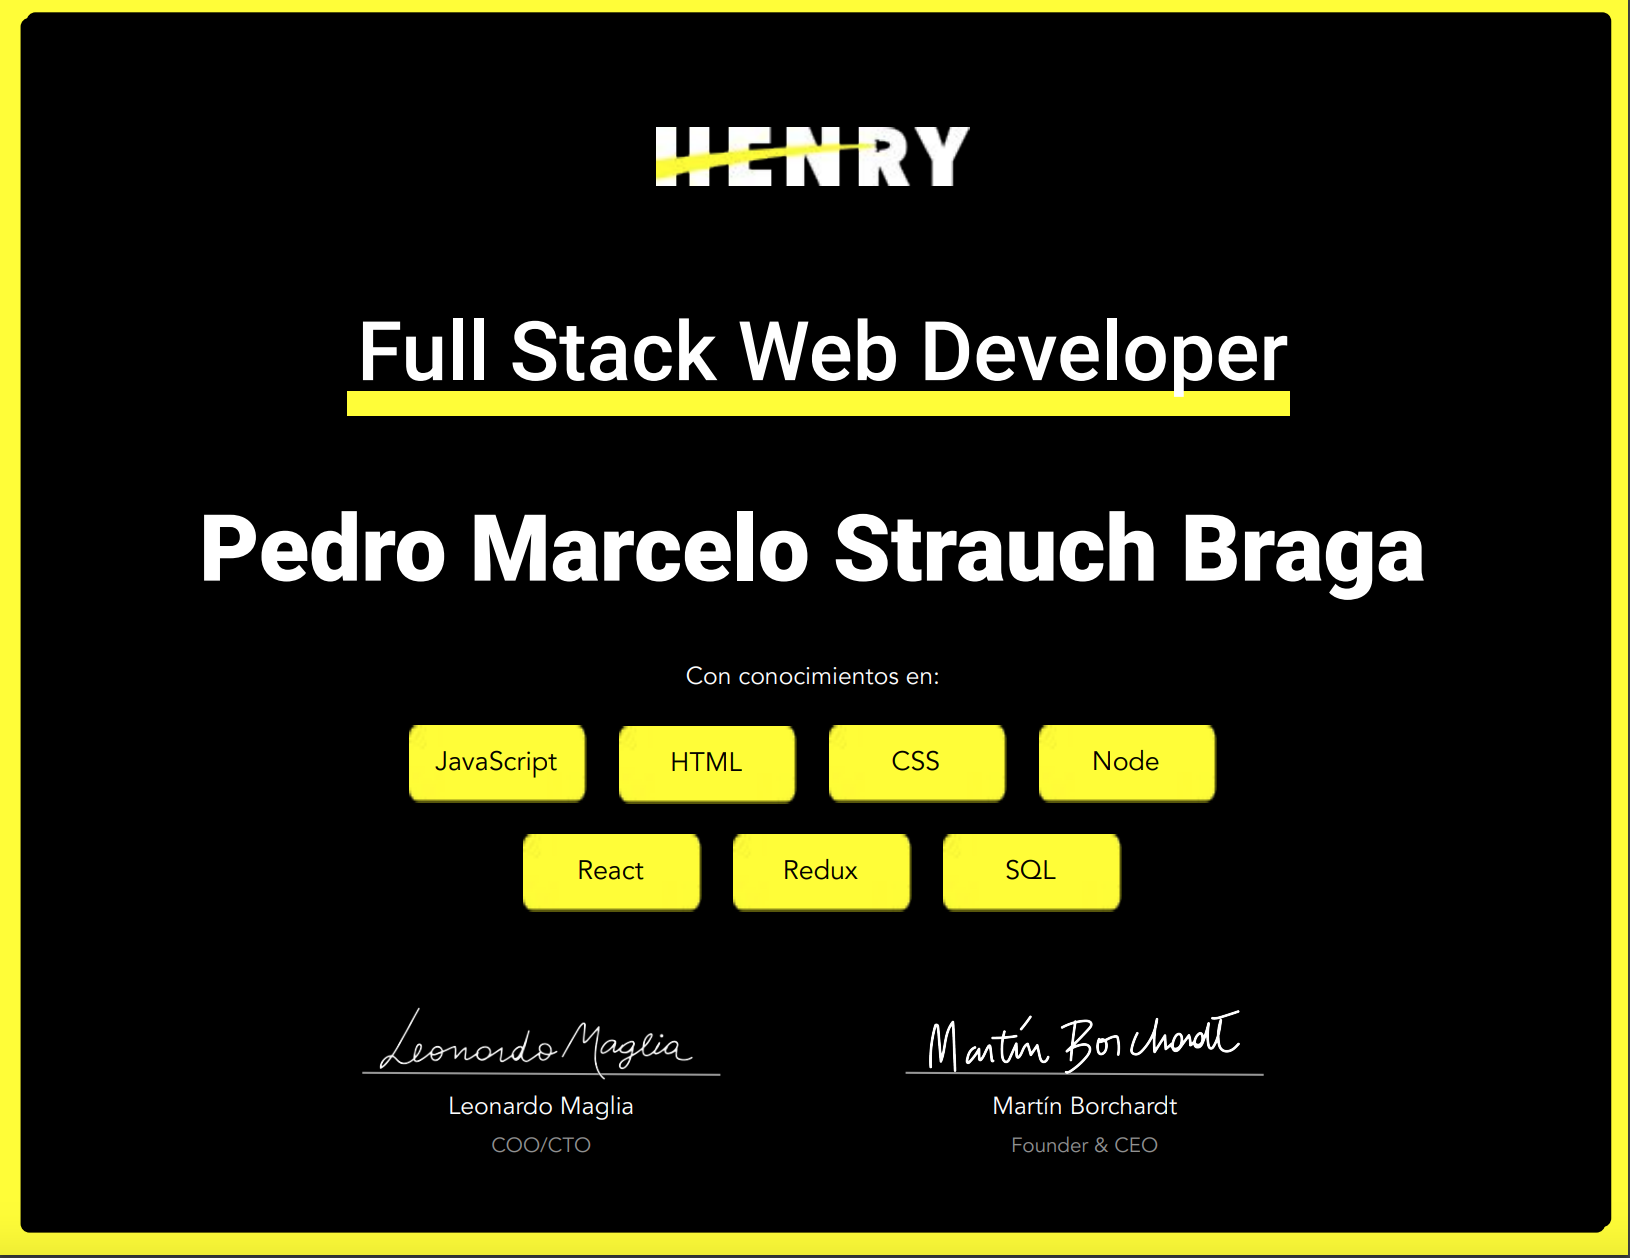 HENRY
Full Stack Web Developer
Pedro Marcelo Strauch Braga
Con conocimientos en:
JavaScript HTML CSS Node
React Redux SQL
Leonardo Maglia Martín Borchardt
Leonardo Maglia Martín Borchardt
COO/CTO Founder & CEO